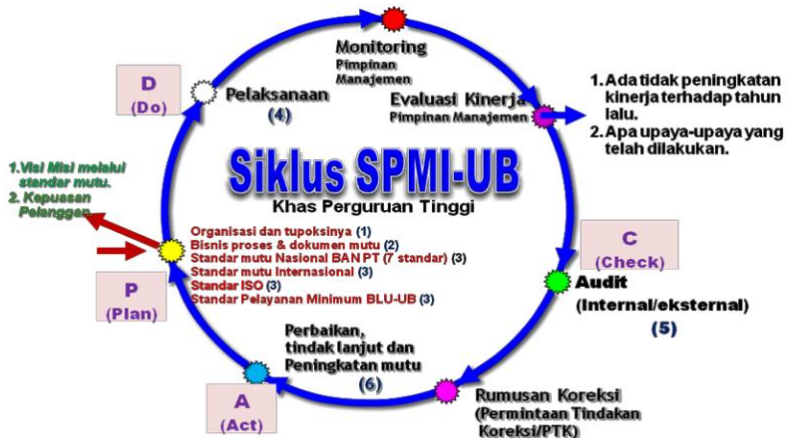 Monitoring
Pimpinan
Manajemen
D
(Do)
Pelaksanaan
(4)
Evaluasi Kinerja
Pimpinan Manajemen
1. Ada tidak peningkatan
kinerja terhadap tahun
lalu.
2. Apa upaya-upaya yang
telah dilakukan.
Siklus SPMI-UB
Khas Perguruan Tinggi
1.Visi Misi melalui
standar mutu.
2. Kepuasan
Pelanggan
Organisasi dan tupoksinya (1)
Bisnis proses & dokumen mutu (2)
Standar mutu Nasional BAN PT (7 standar) (3)
Standar mutu Internasional (3)
Standar ISO (3)
Standar Pelayanan Minimum BLU-UB (3)
P
(Plan)
C
(Check)
Audit
(Internal/eksternal)
(5)
Perbaikan,
tindak lanjut dan
Peningkatan mutu
(6)
A
(Act)
Rumusan Koreksi
(Permintaan Tindakan
Koreksi/PTK)